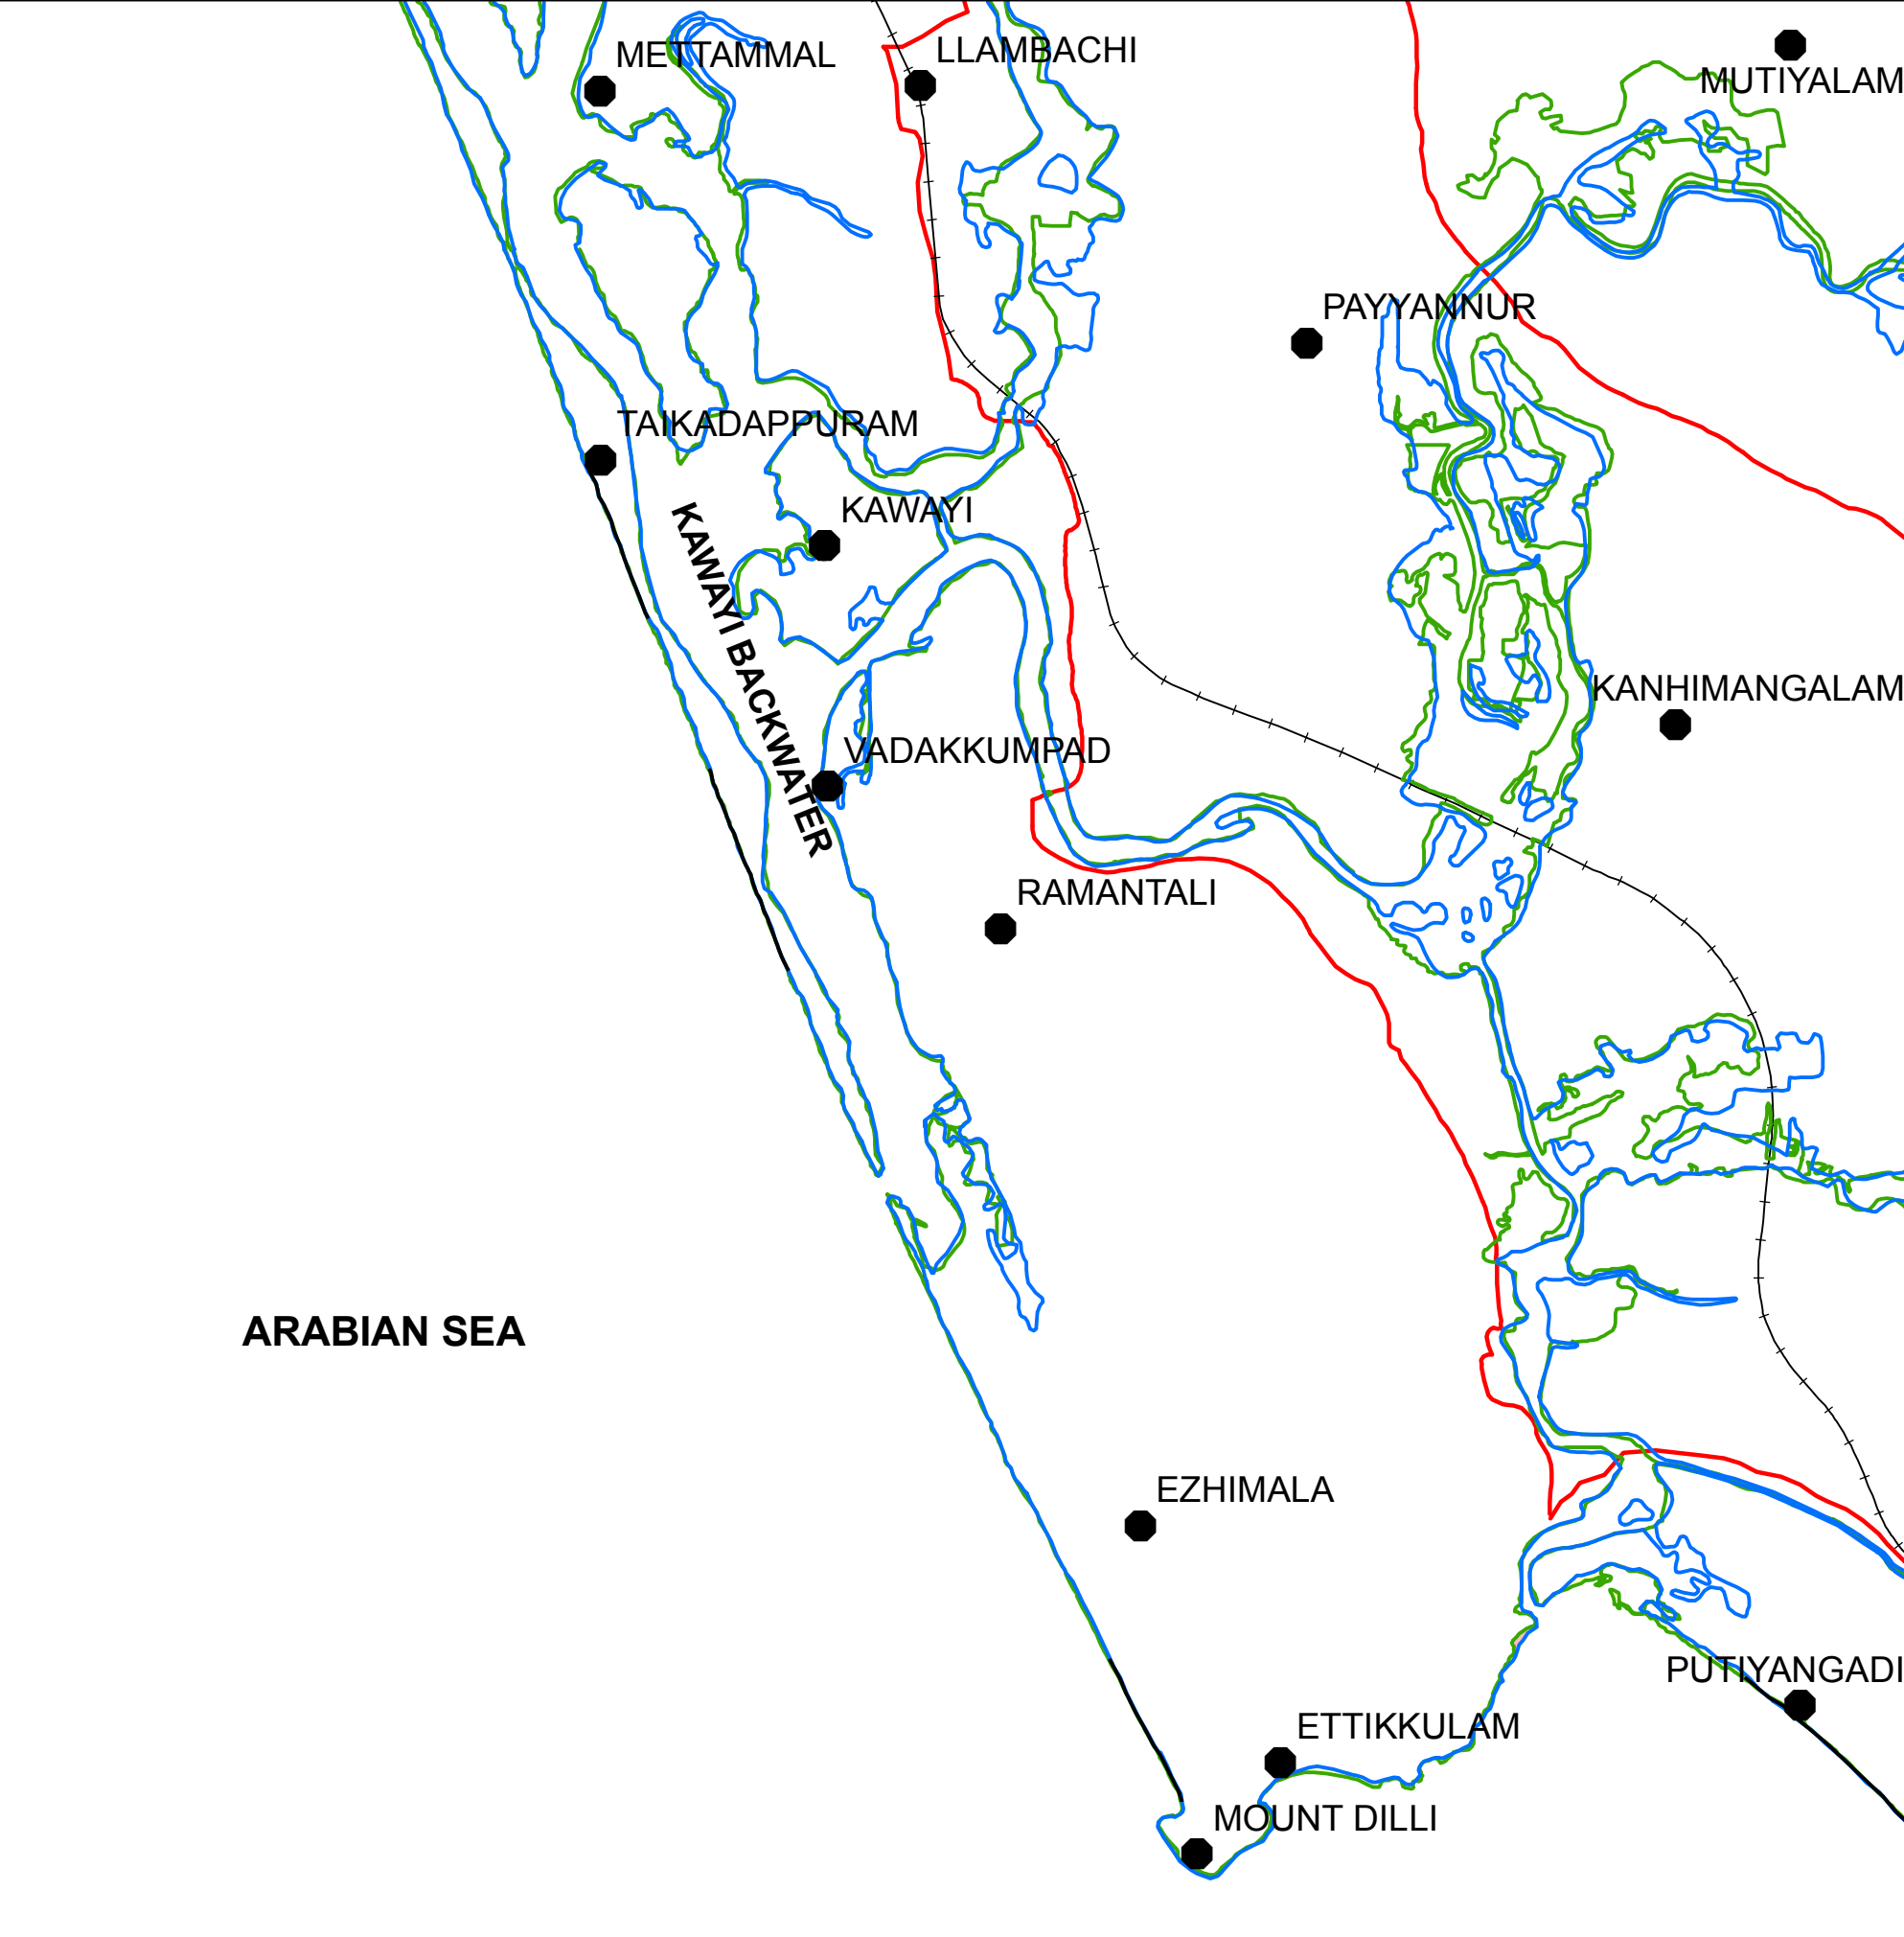 LLAMBACHI
METTAMMAL
MUTIYALAM
PAYYANNUR
TAIKADAPPURAM
KAWAYI
KAWAYI BACKWATER
KANHIMANGALAM
VADAKKUMPAD
RAMANTALI
ARABIAN SEA
EZHIMALA
PUTIYANGADI
ETTIKKULAM
MOUNT DILLI